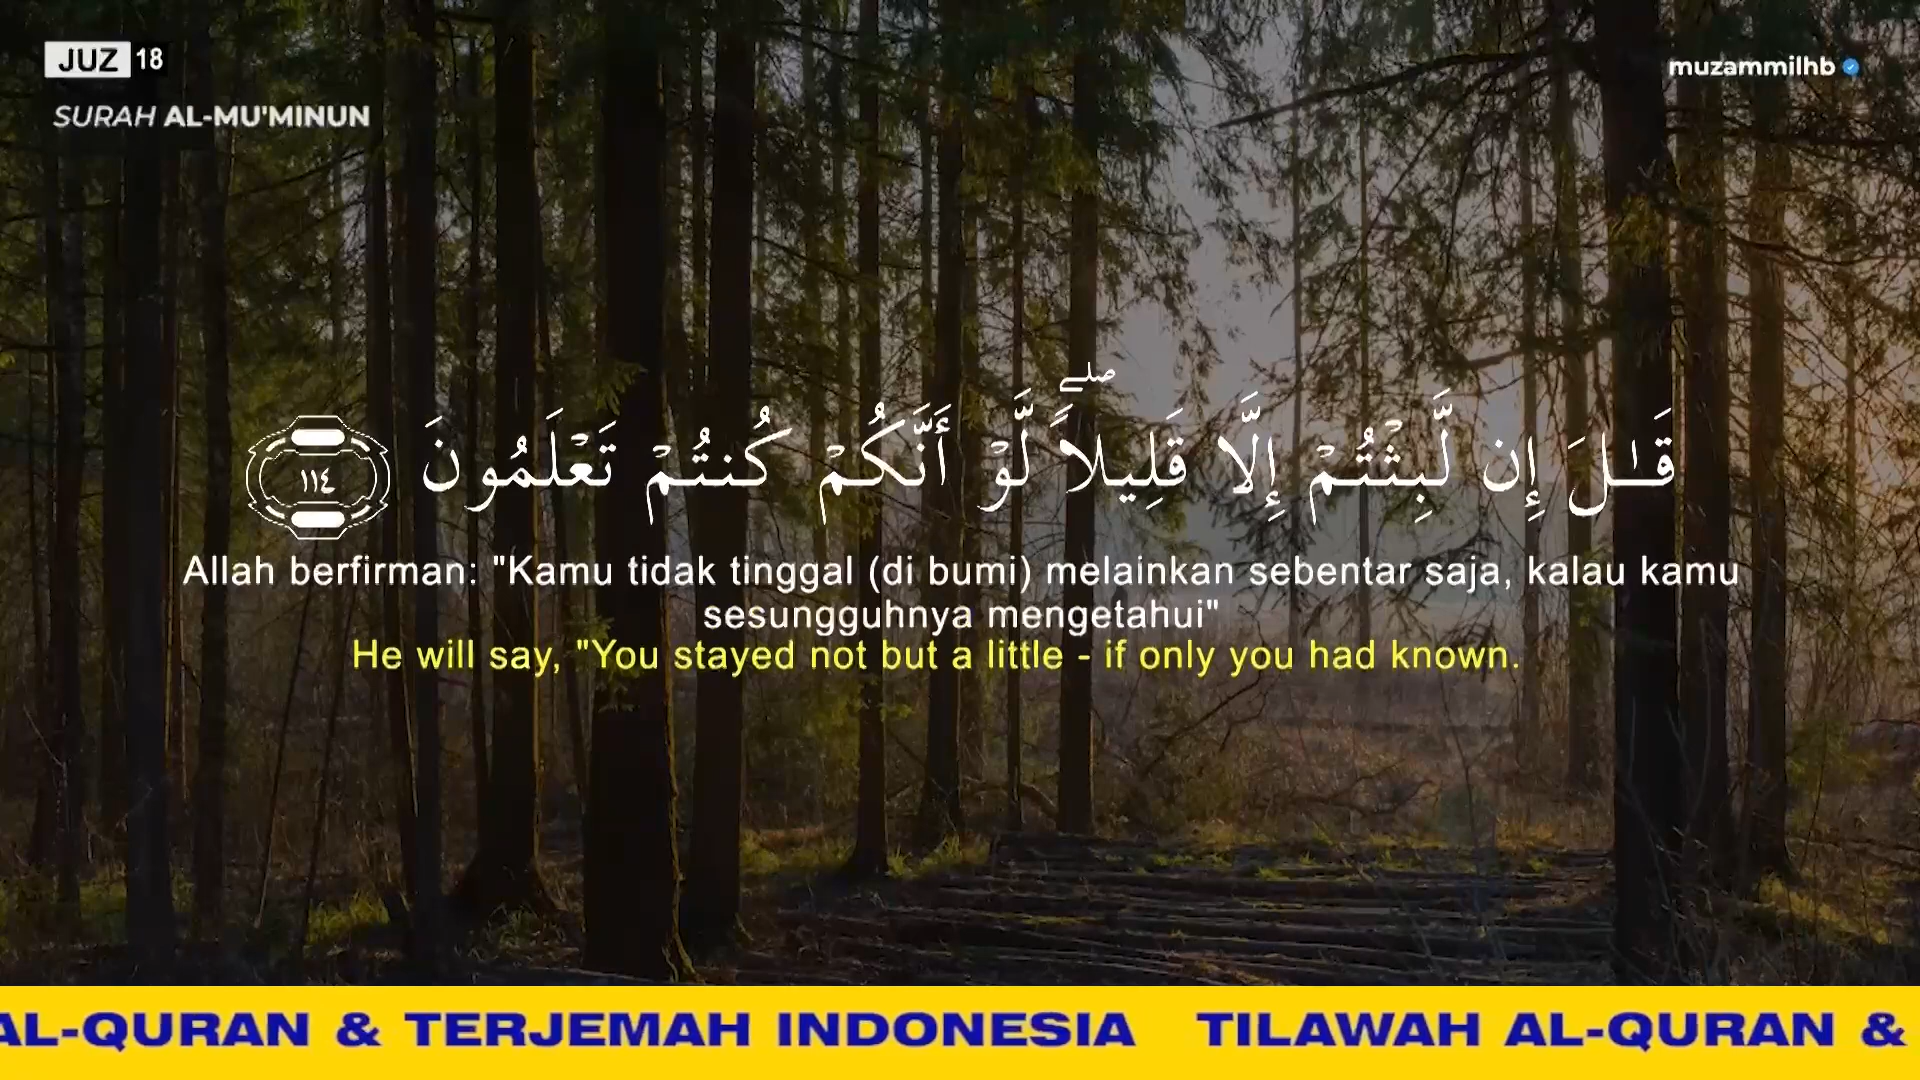 JUZ 18
muzammilhb
SURAH AL-MU'MINUN
قَـٰلَ إِن لَّبِثْتُمْ إِلَّا قَلِيلًا ۖ لَّوْ أَنَّكُمْ كُنتُمْ تَعْلَمُونَ ١١٤
Allah berfirman: "Kamu tidak tinggal (di bumi) melainkan sebentar saja, kalau kamu
sesungguhnya mengetahui"
He will say, "You stayed not but a little - if only you had known.
AL-QURAN & TERJEMAH INDONESIA TILAWAH AL-QURAN &